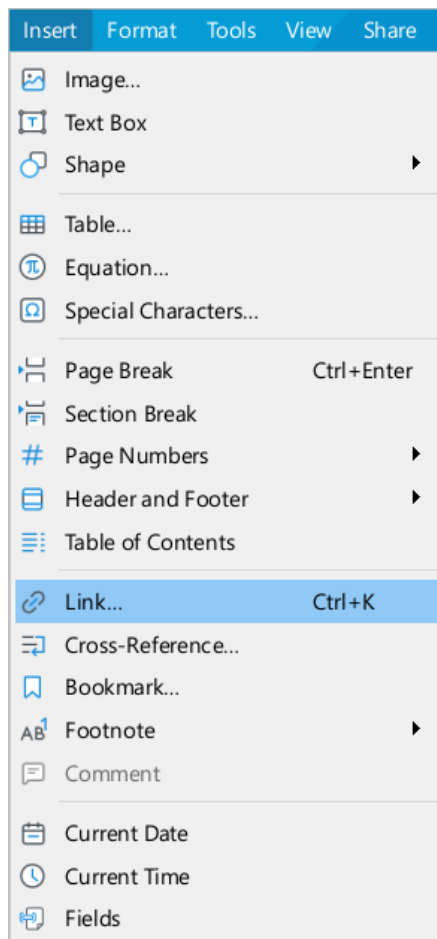 Insert Format Tools View Share
Image...
Text Box
Shape
Table...
Equation...
Special Characters...
Page Break Ctrl+Enter
Section Break
Page Numbers
Header and Footer
Table of Contents
Link... Ctrl+K
Cross-Reference...
Bookmark...
Footnote
Comment
Current Date
Current Time
Fields